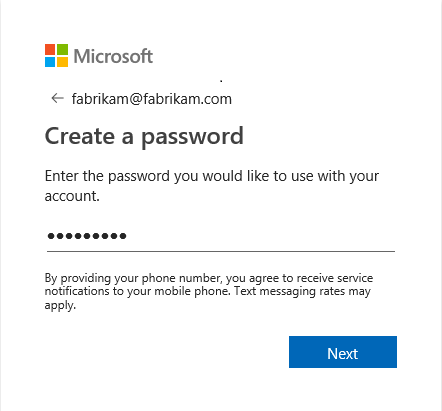 Microsoft
.
← fabrikam@fabrikam.com
Create a password
Enter the password you would like to use with your
account.
●●●●●●●●●
By providing your phone number, you agree to receive service
notifications to your mobile phone. Text messaging rates may
apply.
Next